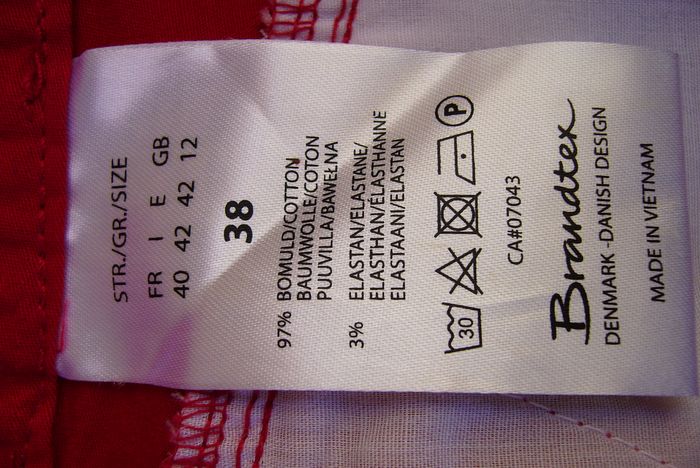 STR./GR./SIZE
FR I E GB
40 42 42 12
38
97% BOMULD/COTTON
BAUMWOLLE/COTON
PUUVILLA/BAWEŁNA
3% ELASTAN/ELASTANE/
ELASTHAN/ÉLASTHANNE
ELASTAANI/ELASTAN
30 P
CA#07043
Brandtex
DENMARK -DANISH DESIGN
MADE IN VIETNAM